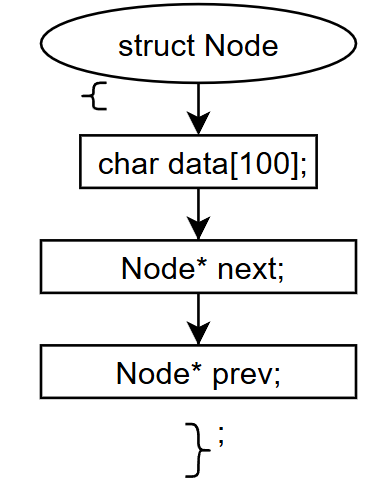 struct Node
{
char data[100];
Node* next;
Node* prev;
};